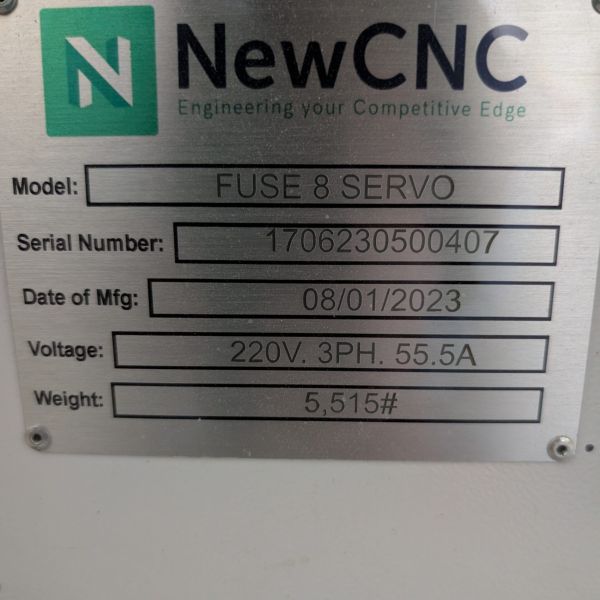 N NewCNC
Engineering your Competitive Edge
Model: FUSE 8 SERVO
Serial Number: 1706230500407
Date of Mfg: 08/01/2023
Voltage: 220V. 3PH. 55.5A
Weight: 5,515#